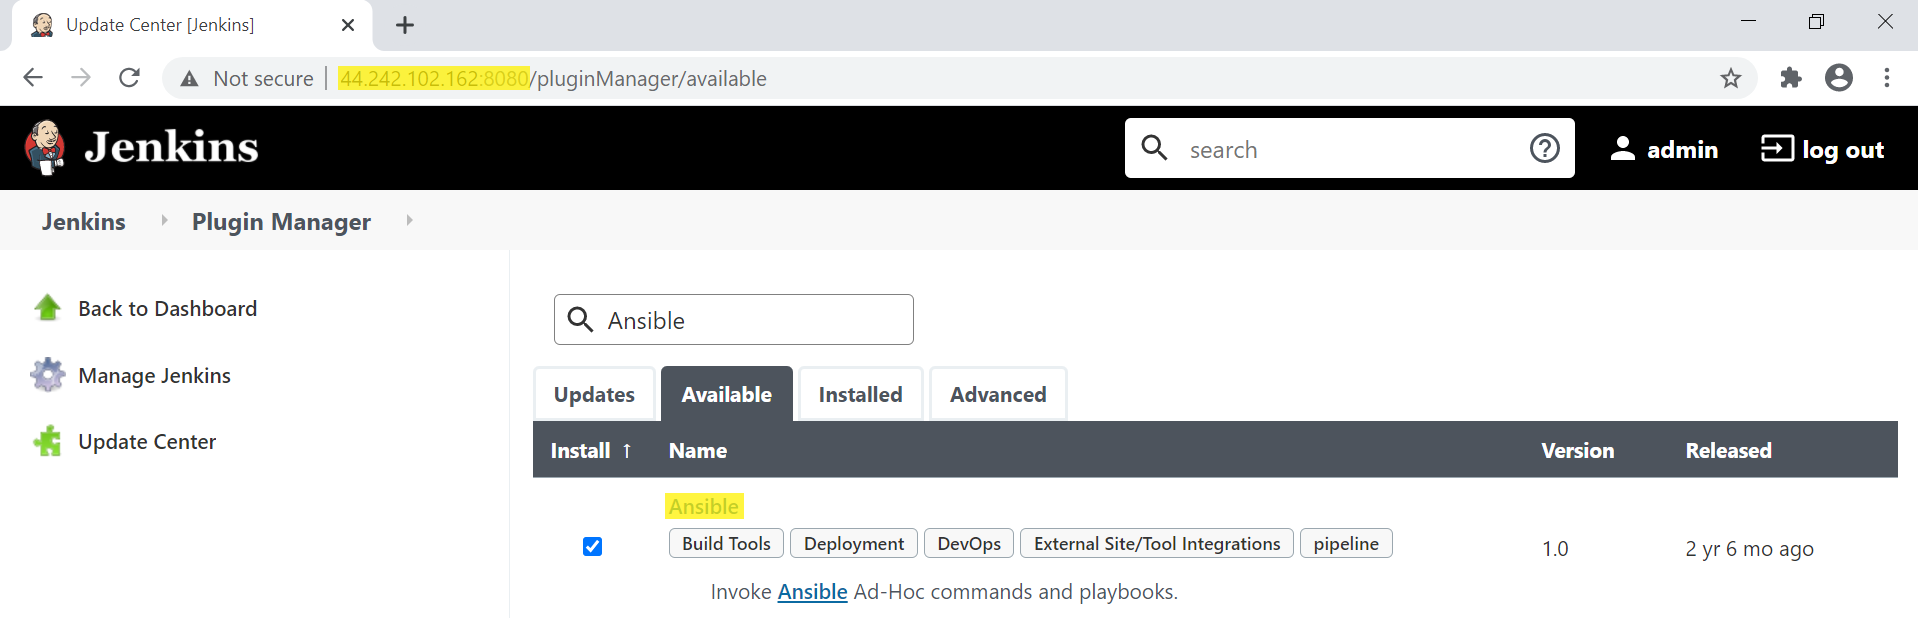 Update Center [Jenkins]
Not secure | 44.242.102.162:8080/pluginManager/available
Jenkins
search
admin
log out
Jenkins
Plugin Manager
Back to Dashboard
Manage Jenkins
Update Center
Ansible
Updates
Available
Installed
Advanced
Install ↑ Name Version Released
Ansible
Build Tools Deployment DevOps External Site/Tool Integrations pipeline
1.0 2 yr 6 mo ago
Invoke Ansible Ad-Hoc commands and playbooks.